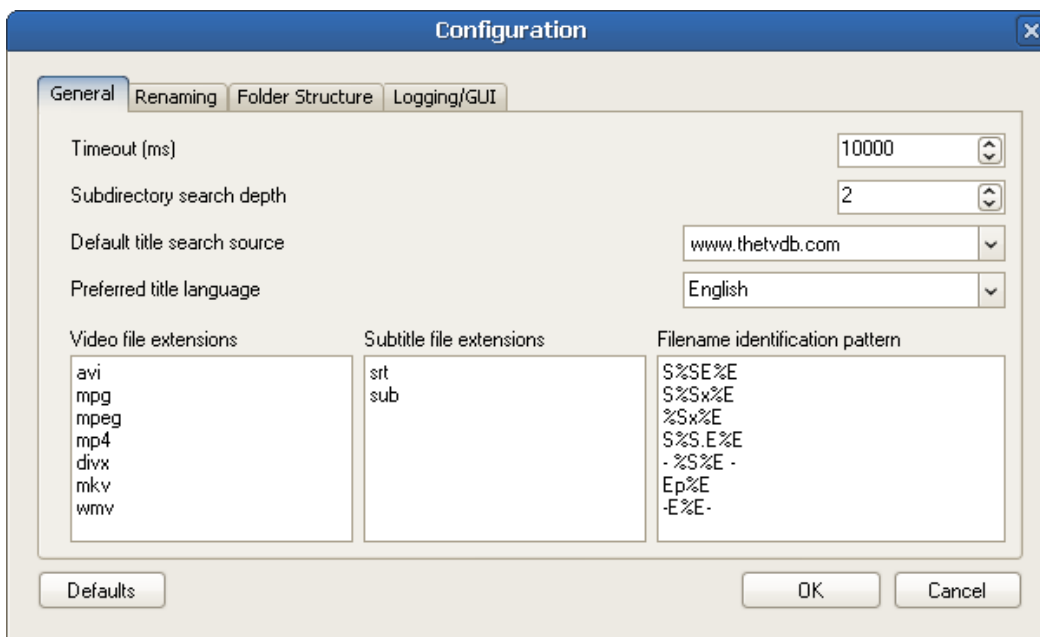 Configuration
General Renaming Folder Structure Logging/GUI
Timeout (ms) 10000
Subdirectory search depth 2
Default title search source www.thetvdb.com
Preferred title language English
Video file extensions
avi
mpg
mpeg
mp4
divx
mkv
wmv
Subtitle file extensions
srt
sub
Filename identification pattern
S%SE%E
S%Sx%E
%Sx%E
S%S.E%E
- %S%E -
Ep%E
-E%E-
Defaults OK Cancel